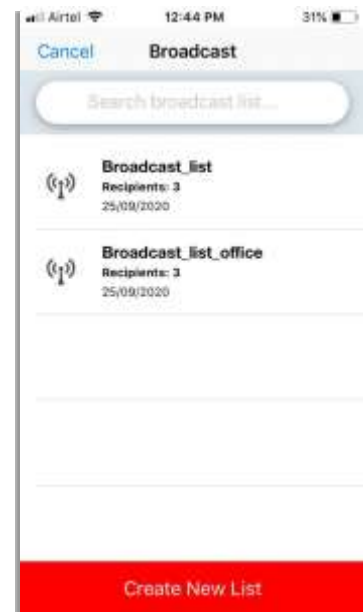 Airtel 12:44 PM 31%
Cancel Broadcast
Search broadcast list...
Broadcast_list
Recipients: 3
25/09/2020
Broadcast_list_office
Recipients: 3
25/09/2020
Create New List